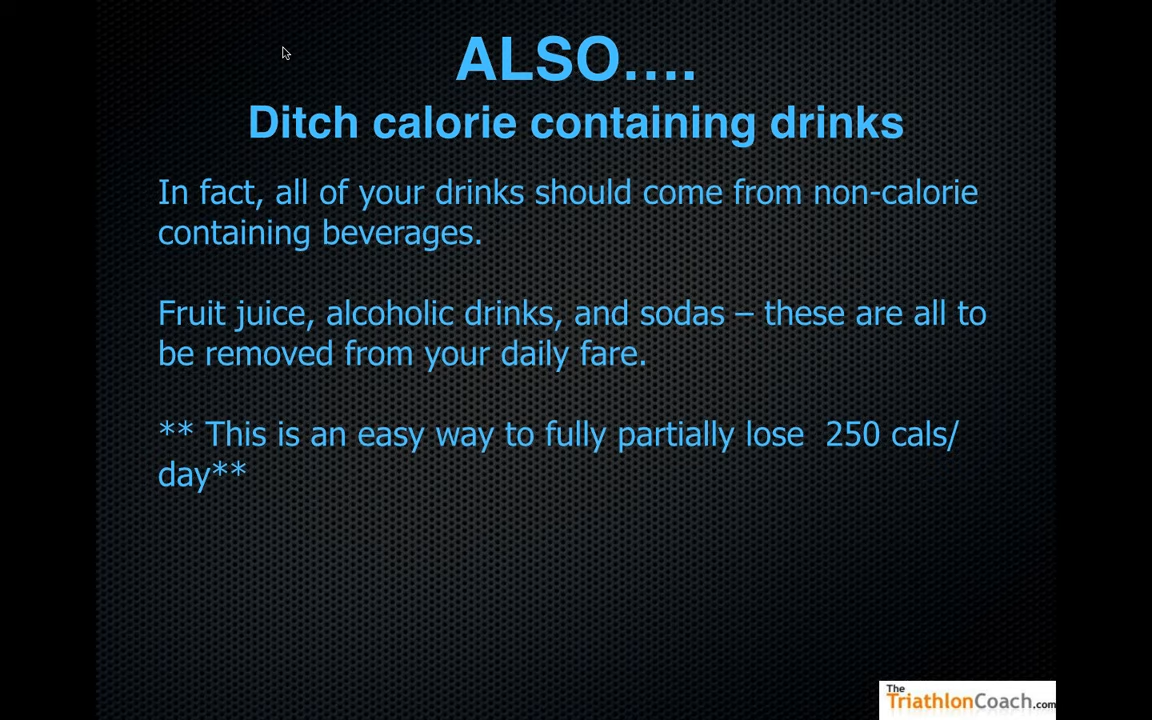 ALSO....
Ditch calorie containing drinks
In fact, all of your drinks should come from non-calorie
containing beverages.
Fruit juice, alcoholic drinks, and sodas – these are all to
be removed from your daily fare.
** This is an easy way to fully partially lose  250 cals/
day**
The
TriathlonCoach.com